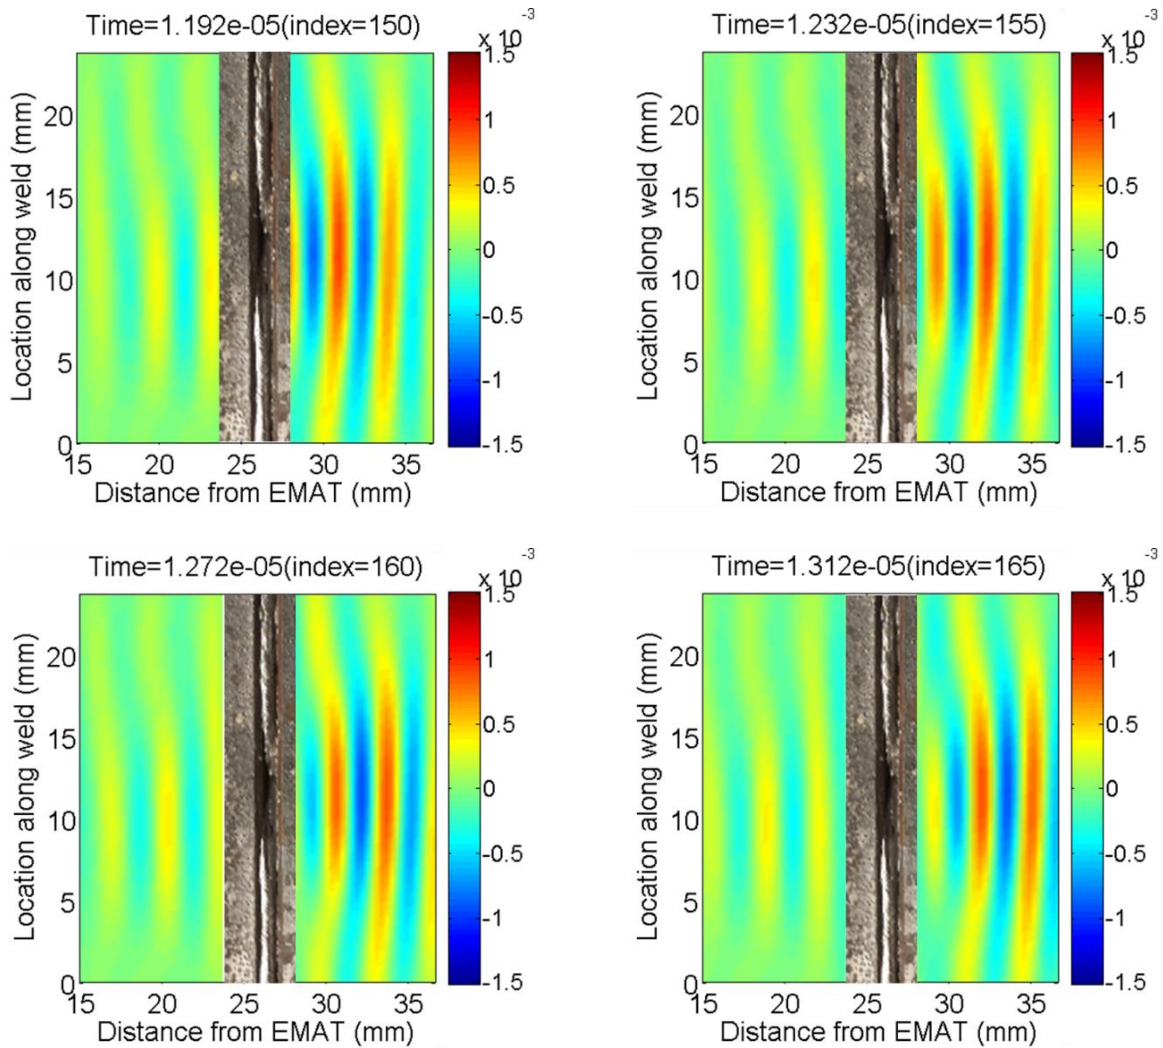 Time=1.192e-05(index=150)
x 10
-3
1.5
1
0.5
0
-0.5
-1
-1.5
20
15
10
5
0
Location along weld (mm)
15 20 25 30 35
Distance from EMAT (mm)
Time=1.232e-05(index=155)
x 10
-3
1.5
1
0.5
0
-0.5
-1
-1.5
20
15
10
5
0
Location along weld (mm)
15 20 25 30 35
Distance from EMAT (mm)
Time=1.272e-05(index=160)
x 10
-3
1.5
1
0.5
0
-0.5
-1
-1.5
20
15
10
5
0
Location along weld (mm)
15 20 25 30 35
Distance from EMAT (mm)
Time=1.312e-05(index=165)
x 10
-3
1.5
1
0.5
0
-0.5
-1
-1.5
20
15
10
5
0
Location along weld (mm)
15 20 25 30 35
Distance from EMAT (mm)